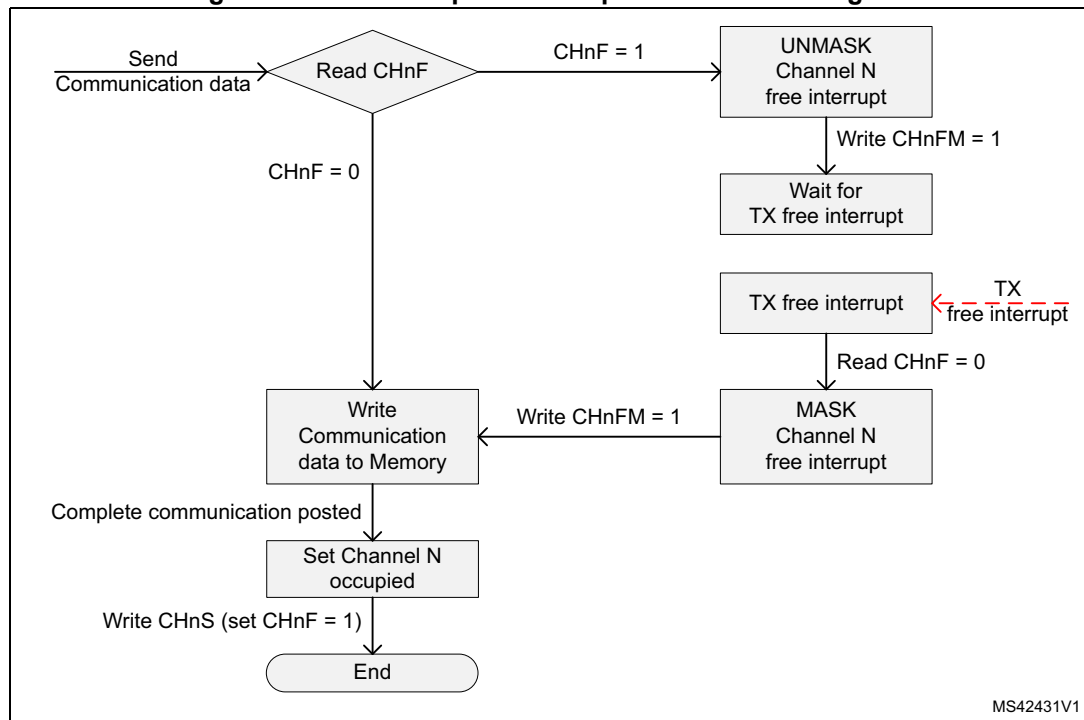 Send
Communication data
Read CHnF
CHnF = 1
UNMASK
Channel N
free interrupt
Write CHnFM = 1
CHnF = 0
Wait for
TX free interrupt
TX free interrupt
TX
free interrupt
Read CHnF = 0
Write
Communication
data to Memory
Write CHnFM = 1
MASK
Channel N
free interrupt
Complete communication posted
Set Channel N
occupied
Write CHnS (set CHnF = 1)
End
MS42431V1